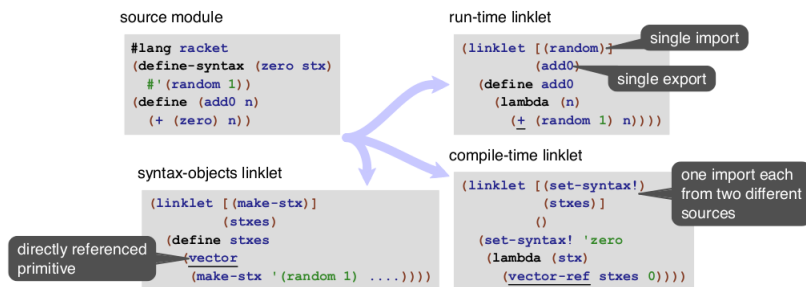 source module
#lang racket
(define-syntax (zero stx)
#'(random 1))
(define (add0 n)
(+ (zero) n))
run-time linklet
(linklet [(random)]
(add0)
(define add0
(lambda (n)
(+ (random 1) n))))
single import
single export
syntax-objects linklet
(linklet [(make-stx)]
(stxes)
(define stxes
(vector
(make-stx '(random 1) ....))))
directly referenced
primitive
compile-time linklet
(linklet [(set-syntax!)
(stxes)]
()
(set-syntax! 'zero
(lambda (stx)
(vector-ref stxes 0))))
one import each
from two different
sources